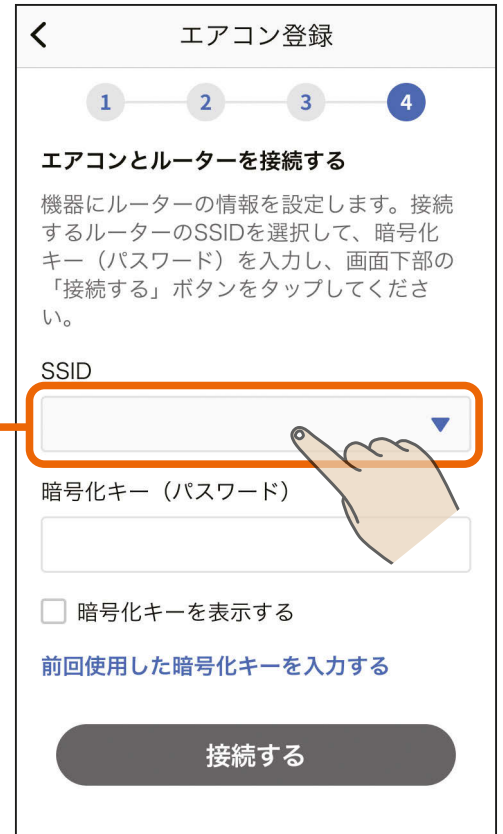 エアコン登録
1 2 3 4
エアコンとルーターを接続する
機器にルーターの情報を設定します。接続
するルーターのSSIDを選択して、暗号化
キー（パスワード）を入力し、画面下部の
「接続する」ボタンをタップしてくださ
い。
SSID
暗号化キー（パスワード）
暗号化キーを表示する
前回使用した暗号化キーを入力する
接続する